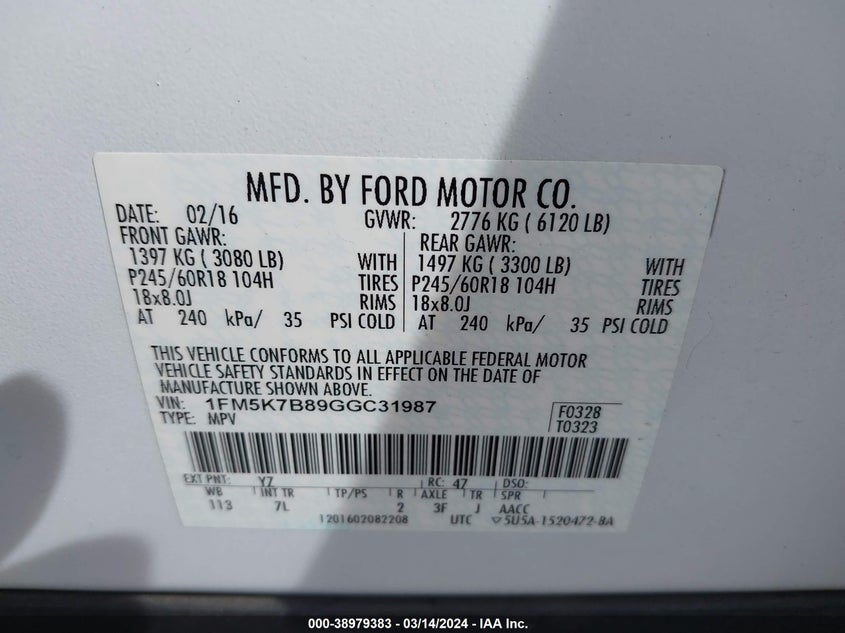 MFD. BY FORD MOTOR CO.
DATE: 02/16 GVWR: 2776 KG ( 6120 LB)
FRONT GAWR: REAR GAWR:
1397 KG ( 3080 LB) WITH 1497 KG ( 3300 LB) WITH
P245/60R18 104H TIRES P245/60R18 104H TIRES
18x8.0J RIMS 18x8.0J RIMS
AT 240 kPa/ 35 PSI COLD AT 240 kPa/ 35 PSI COLD
THIS VEHICLE CONFORMS TO ALL APPLICABLE FEDERAL MOTOR
VEHICLE SAFETY STANDARDS IN EFFECT ON THE DATE OF
MANUFACTURE SHOWN ABOVE.
VIN: 1FM5K7B89GGC31987 F0328
TYPE: MPV T0323
EXT PNT: YZ RC: 47 DSO:
WB INT TR TP/PS R AXLE TR SPR
113 7L 2 3F J AACC
1201602082208 UTC ▽5U5A-1520472-BA
000-38979383 / 03/14/2024 - IAA Inc.